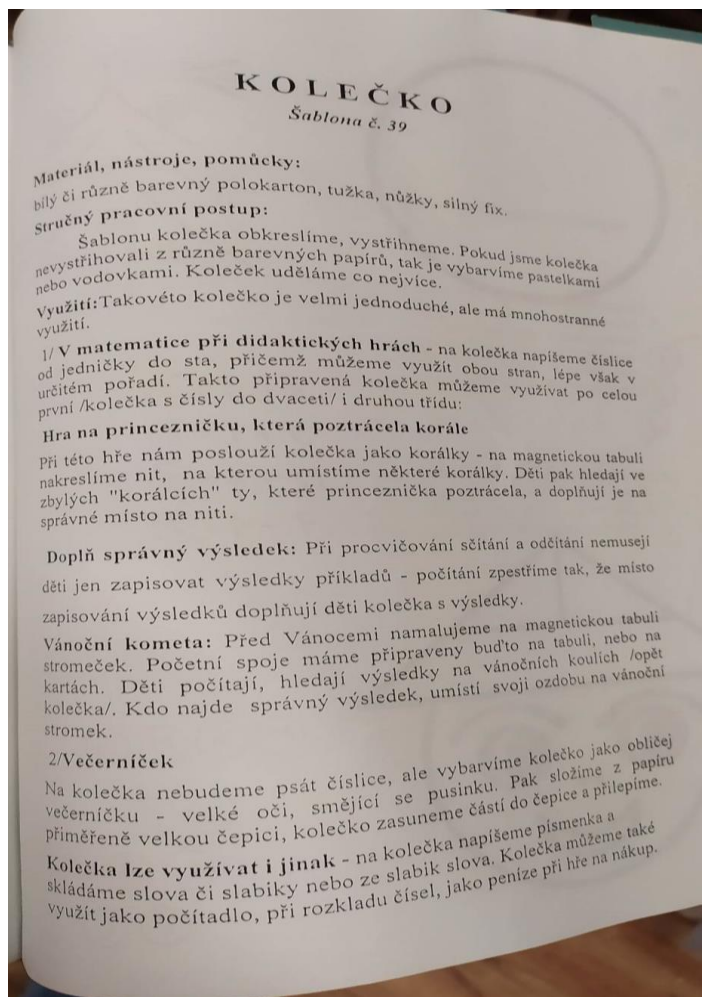 KOLEČKO
Šablona č. 39
Materiál, nástroje, pomůcky:
bílý či různě barevný polokarton, tužka, nůžky, silný fix.
Stručný pracovní postup:
Šablonu kolečka obkreslíme, vystřihneme. Pokud jsme kolečka
nevystřihovali z různě barevných papírů, tak je vybarvíme pastelkami
nebo vodovkami. Koleček uděláme co nejvíce.
Využití:Takovéto kolečko je velmi jednoduché, ale má mnohostranné
využití.
1/ V matematice při didaktických hrách - na kolečka napíšeme číslice
od jedničky do sta, přičemž můžeme využít obou stran, lépe však v
určitém pořadí. Takto připravená kolečka můžeme využívat po celou
první /kolečka s čísly do dvaceti/ i druhou třídu:
Hra na princezničku, která poztrácela korále
Při této hře nám poslouží kolečka jako korálky - na magnetickou tabuli
nakreslíme nit, na kterou umístíme některé korálky. Děti pak hledají ve
zbylých "korálcích" ty, které princeznička poztrácela, a doplňují je na
správné místo na niti.
Doplň správný výsledek: Při procvičování sčítání a odčítání nemusejí
děti jen zapisovat výsledky příkladů - počítání zpestříme tak, že místo
zapisování výsledků doplňují děti kolečka s výsledky.
Vánoční kometa: Před Vánocemi namalujeme na magnetickou tabuli
stromeček. Početní spoje máme připraveny buďto na tabuli, nebo na
kartách. Děti počítají, hledají výsledky na vánočních koulích /opět
kolečka/. Kdo najde správný výsledek, umístí svoji ozdobu na vánoční
stromek.
2/Večerníček
Na kolečka nebudeme psát číslice, ale vybarvíme kolečko jako obličej
večerníčku - velké oči, smějící se pusinku. Pak složíme z papíru
přiměřeně velkou čepici, kolečko zasuneme částí do čepice a přilepíme.
Kolečka lze využívat i jinak - na kolečka napíšeme písmenka a
skládáme slova či slabiky nebo ze slabik slova. Kolečka můžeme také
využít jako počítadlo, při rozkladu čísel, jako peníze při hře na nákup.